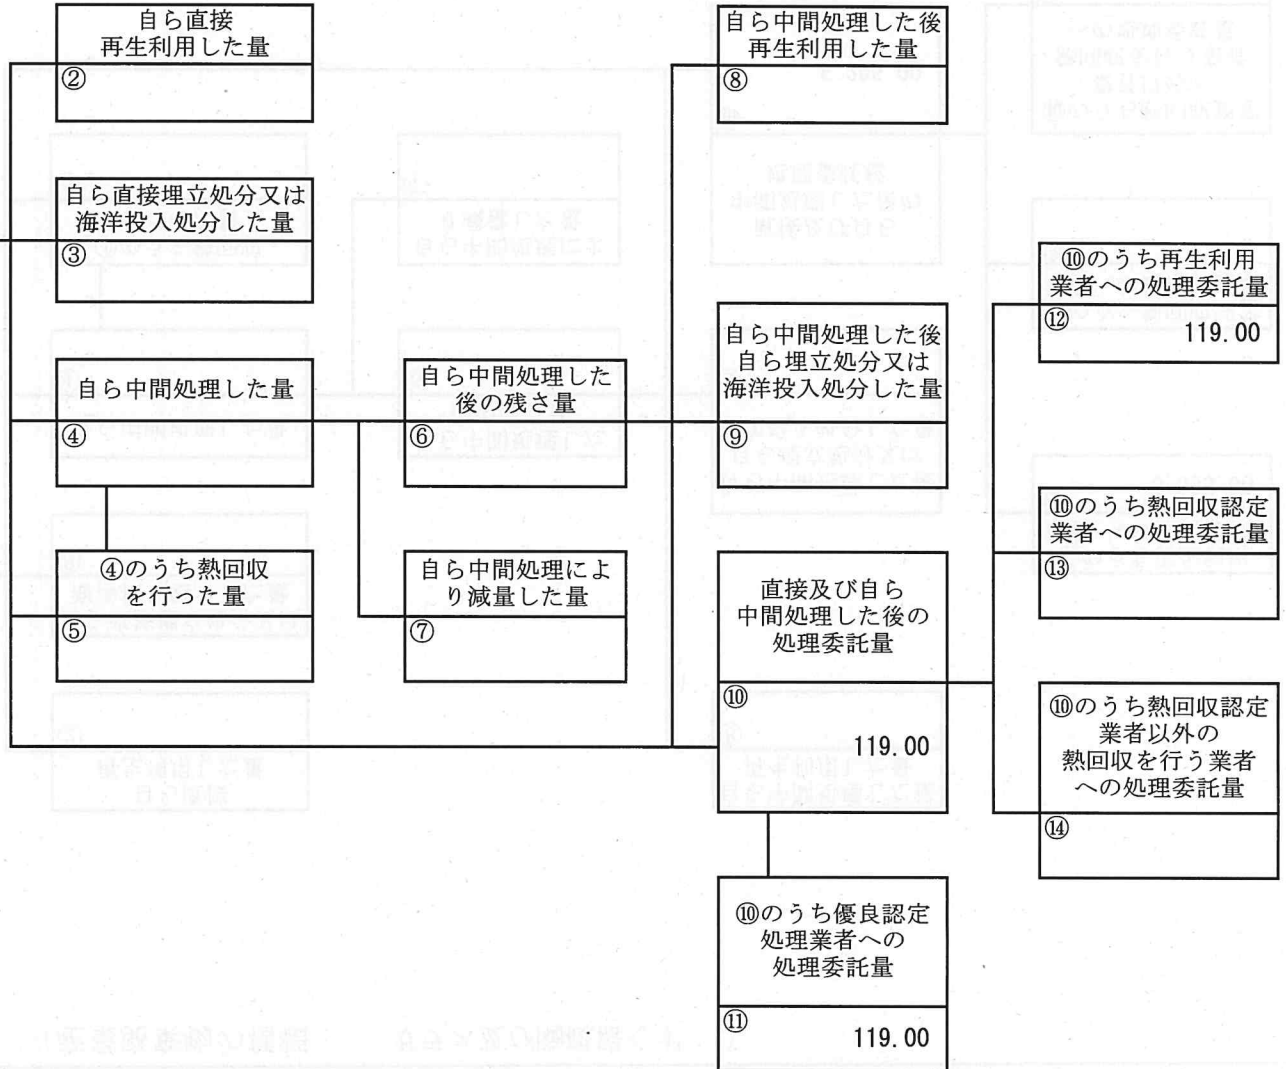 自ら直接
再生利用した量
②
自ら直接埋立処分又は
海洋投入処分した量
③
自ら中間処理した量
④
④のうち熱回収
を行った量
⑤
自ら中間処理した
後の残さ量
⑥
自ら中間処理によ
り減量した量
⑦
自ら中間処理した後
再生利用した量
⑧
自ら中間処理した後
自ら埋立処分又は
海洋投入処分した量
⑨
直接及び自ら
中間処理した後の
処理委託量
⑩
119.00
⑩のうち優良認定
処理業者への
処理委託量
⑪
119.00
⑩のうち再生利用
業者への処理委託量
⑫
119.00
⑩のうち熱回収認定
業者への処理委託量
⑬
⑩のうち熱回収認定
業者以外の
熱回収を行う業者
への処理委託量
⑭